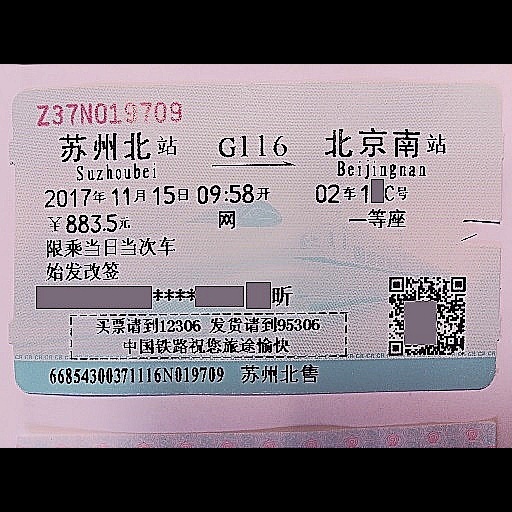 Z37N019709
苏州北站 G116 北京南站
Suzhoubei Beijingnan
2017年11月15日09:58开 02车1 C号
￥883.5元 网 一等座
限乘当日当次车
始发改签
**** 昕
买票请到12306 发货请到95306
中国铁路祝您旅途愉快
66854300371116N019709 苏州北售